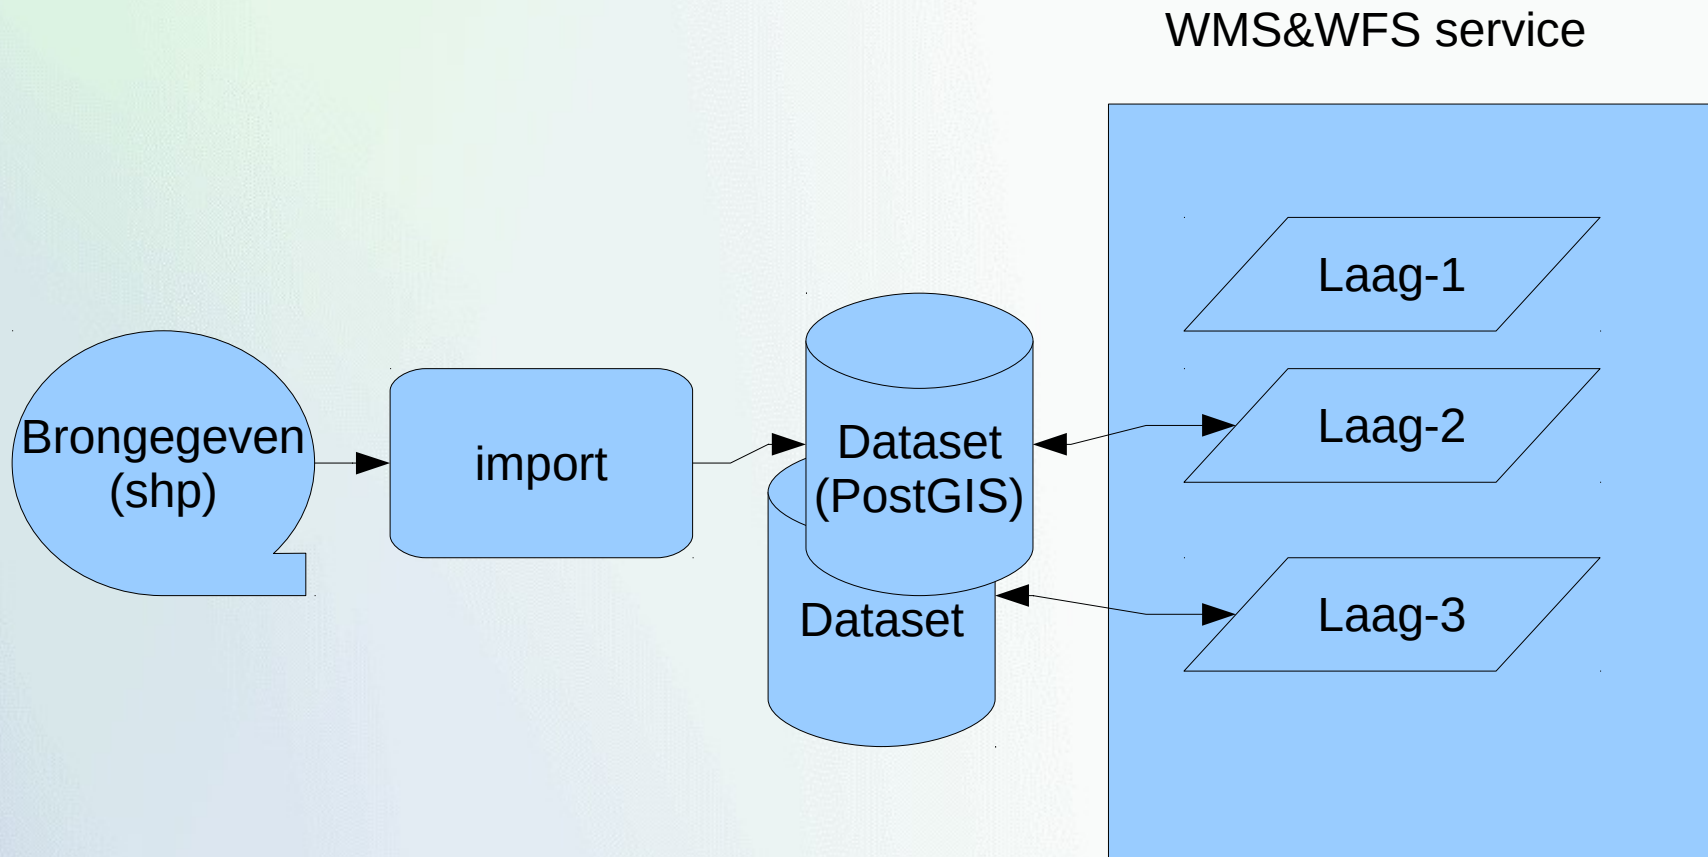 WMS&WFS service
Brongegeven
(shp)
import
Dataset
(PostGIS)
Dataset
Laag-1
Laag-2
Laag-3